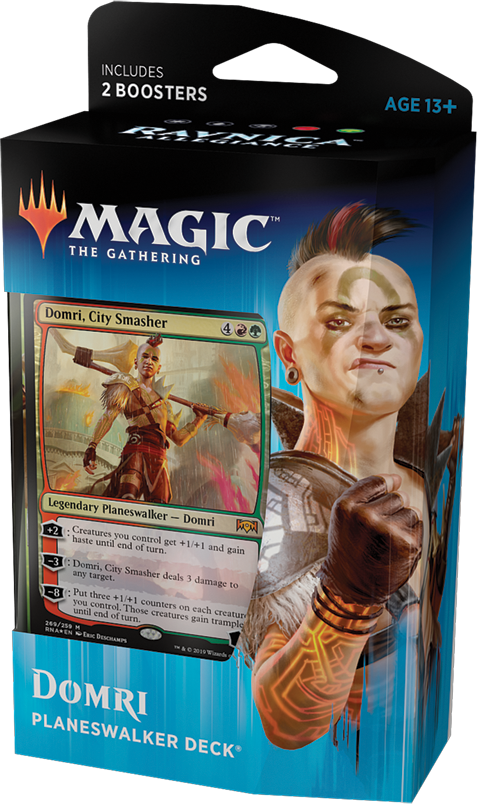 INCLUDES
2 BOOSTERS
AGE 13+
RAVNICA
ALLEGIANCE™
MAGIC™
THE GATHERING
Domri, City Smasher 4
Legendary Planeswalker — Domri
+2 : Creatures you control get +1/+1 and gain
haste until end of turn.
-3 : Domri, City Smasher deals 3 damage to
any target.
-8 : Put three +1/+1 counters on each creature
you control. Those creatures gain trample
until end of turn.
269/259 M
RNA★EN ERIC DESCHAMPS
™ & © 2019 Wizards
DOMRI
PLANESWALKER DECK®